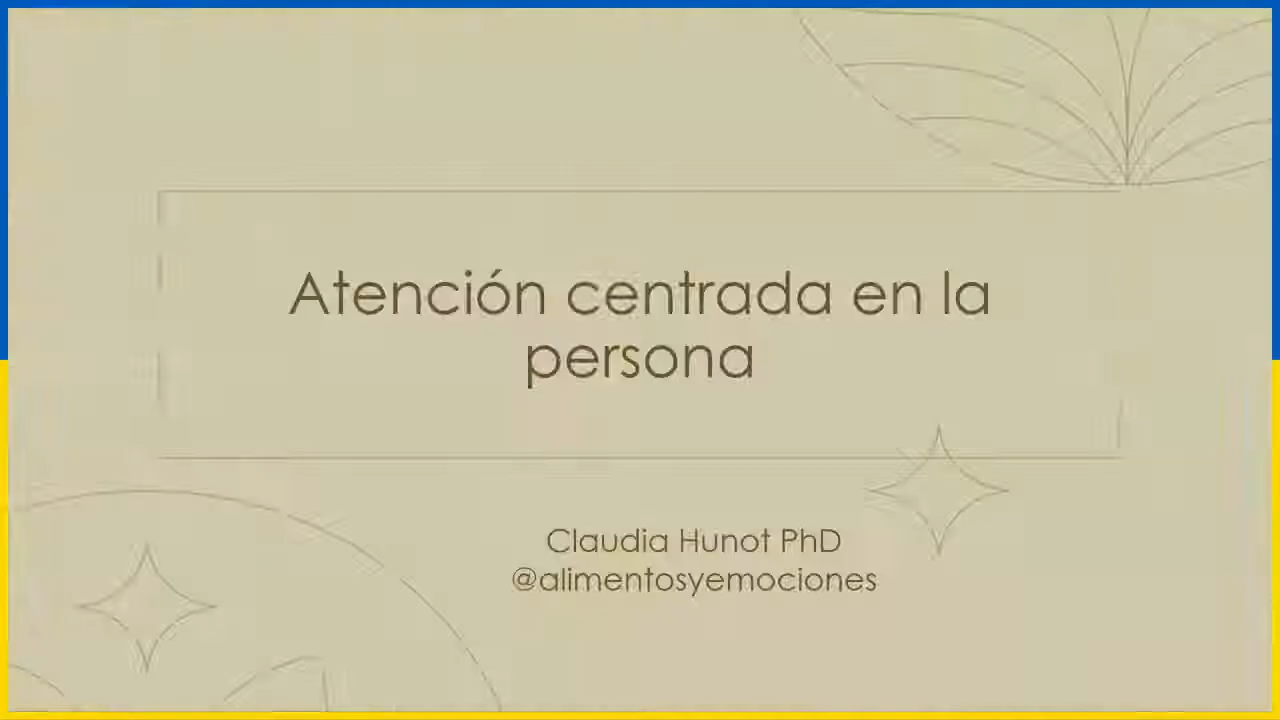 Atención centrada en la
persona
Claudia Hunot PhD
@alimentosyemociones